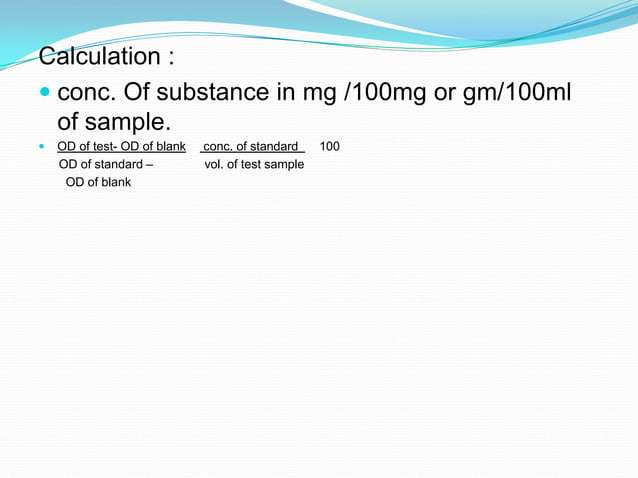 Calculation :
conc. Of substance in mg /100mg or gm/100ml
of sample.
OD of test- OD of blank conc. of standard 100
OD of standard – vol. of test sample
OD of blank